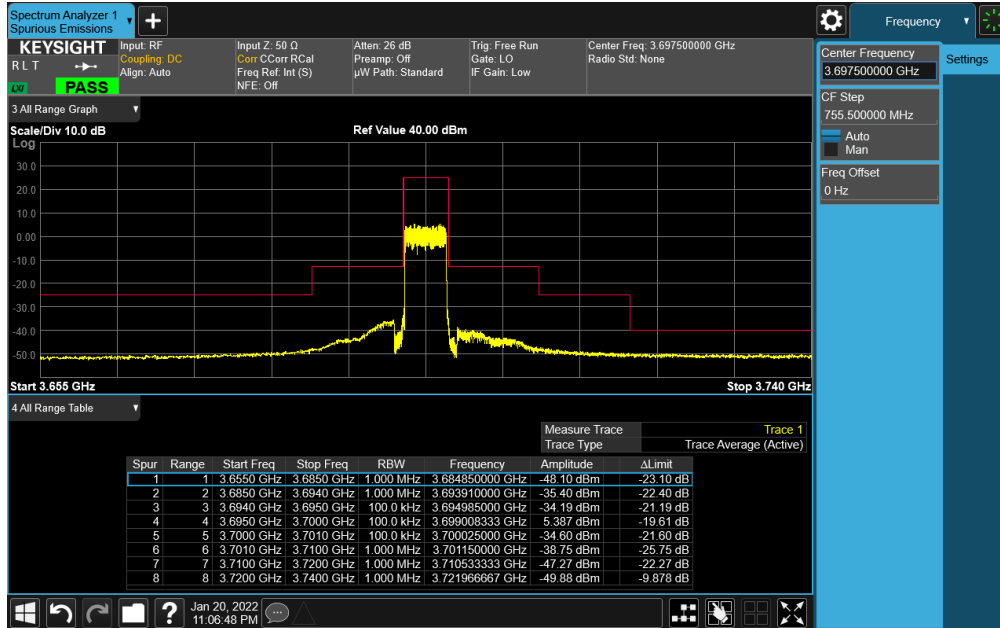 Spectrum Analyzer 1
Spurious Emissions
+
Frequency
KEYSIGHT
R L T
LXI
PASS
Input: RF
Coupling: DC
Align: Auto
Input Z: 50 Ω
Corr CCorr RCal
Freq Ref: Int (S)
NFE: Off
Atten: 26 dB
Preamp: Off
µW Path: Standard
Trig: Free Run
Gate: LO
IF Gain: Low
Center Freq: 3.697500000 GHz
Radio Std: None
Center Frequency
3.697500000 GHz
Settings
CF Step
755.500000 MHz
Auto
Man
Freq Offset
0 Hz
3 All Range Graph
Scale/Div 10.0 dB
Ref Value 40.00 dBm
Log
30.0
20.0
10.0
0.00
-10.0
-20.0
-30.0
-40.0
-50.0
Start 3.655 GHz
Stop 3.740 GHz
4 All Range Table
Measure Trace Trace 1
Trace Type Trace Average (Active)
Spur Range Start Freq Stop Freq RBW Frequency Amplitude ΔLimit
1 1 3.6550 GHz 3.6850 GHz 1.000 MHz 3.684850000 GHz -48.10 dBm -23.10 dB
2 2 3.6850 GHz 3.6940 GHz 1.000 MHz 3.693910000 GHz -35.40 dBm -22.40 dB
3 3 3.6940 GHz 3.6950 GHz 100.0 kHz 3.694985000 GHz -34.19 dBm -21.19 dB
4 4 3.6950 GHz 3.7000 GHz 100.0 kHz 3.699008333 GHz 5.387 dBm -19.61 dB
5 5 3.7000 GHz 3.7010 GHz 100.0 kHz 3.700025000 GHz -34.60 dBm -21.60 dB
6 6 3.7010 GHz 3.7100 GHz 1.000 MHz 3.701150000 GHz -38.75 dBm -25.75 dB
7 7 3.7100 GHz 3.7200 GHz 1.000 MHz 3.710533333 GHz -47.27 dBm -22.27 dB
8 8 3.7200 GHz 3.7400 GHz 1.000 MHz 3.721966667 GHz -49.88 dBm -9.878 dB
?
Jan 20, 2022
11:06:48 PM